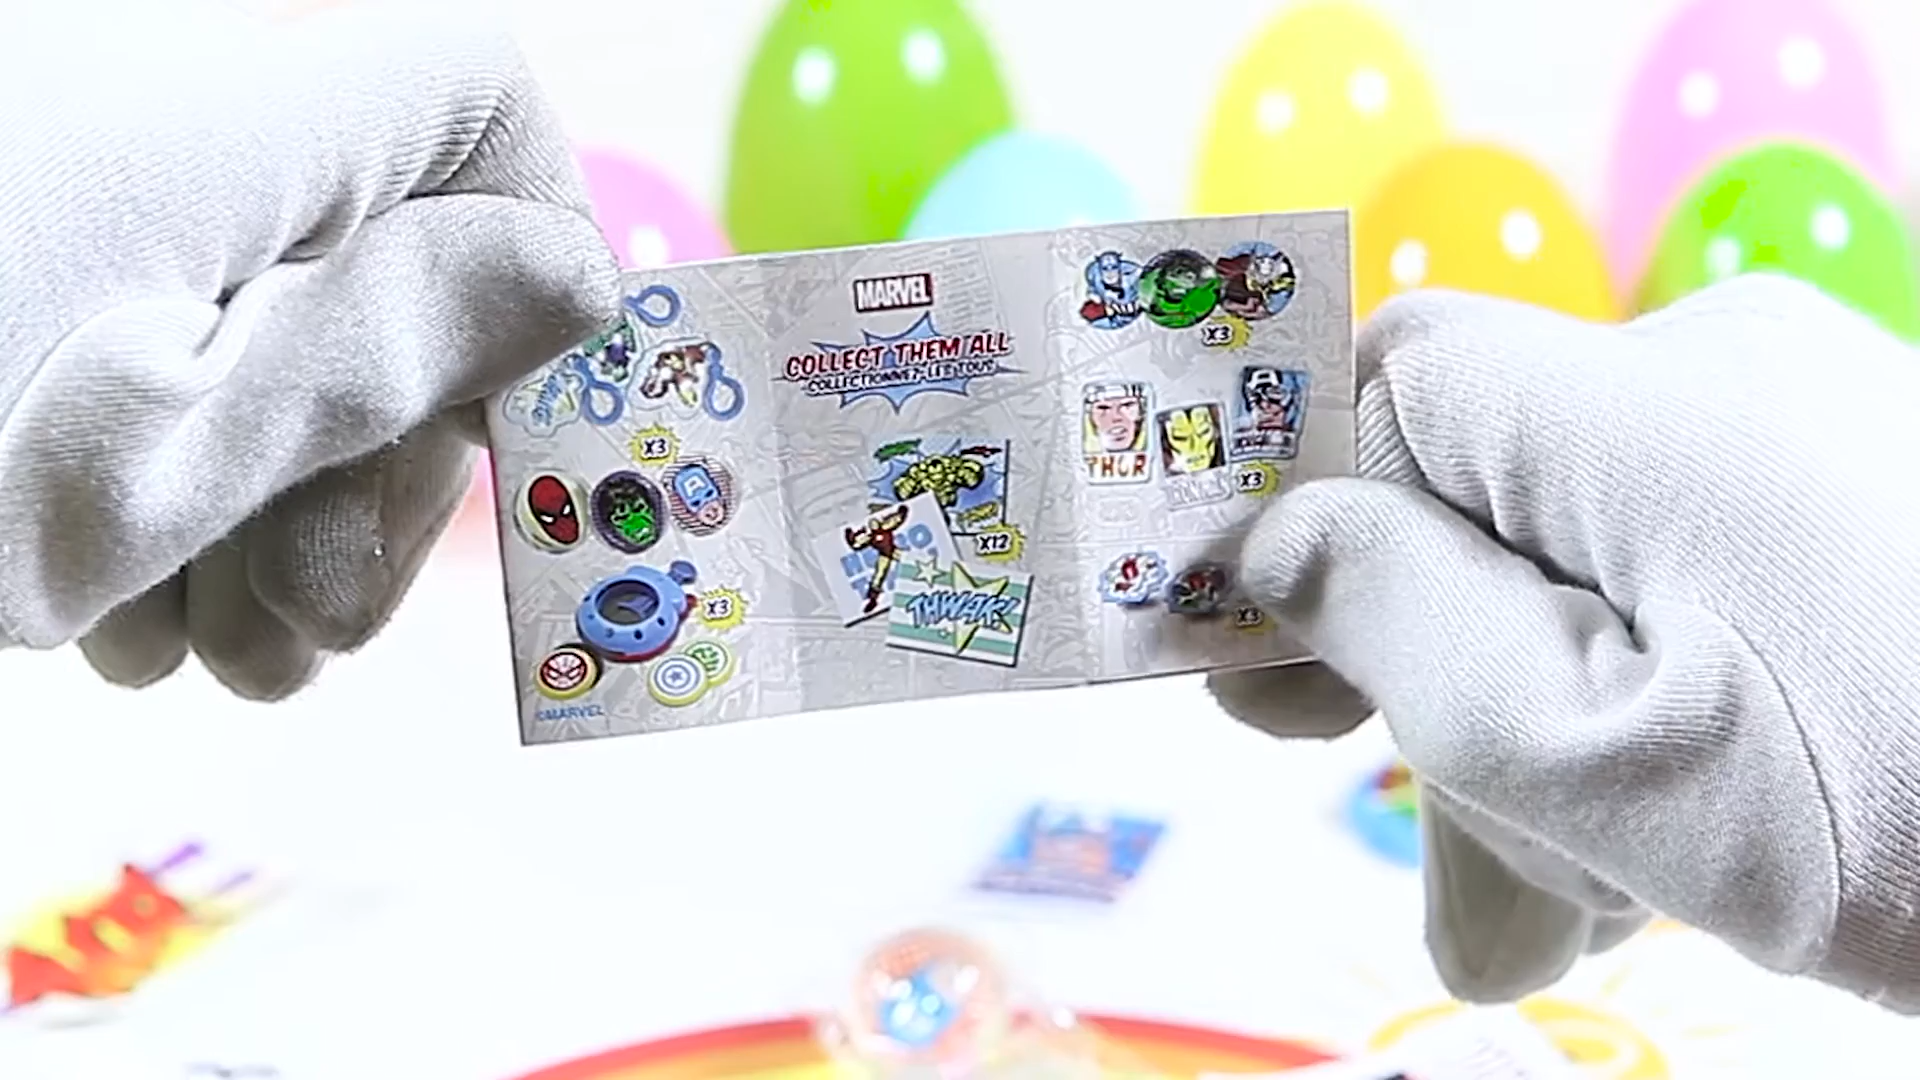 MARVEL
COLLECT THEM ALL
COLLECTIONNEZ-LES TOUS
X3
X3
©MARVEL
X12
THWAK!
X3
THOR
X3
X3